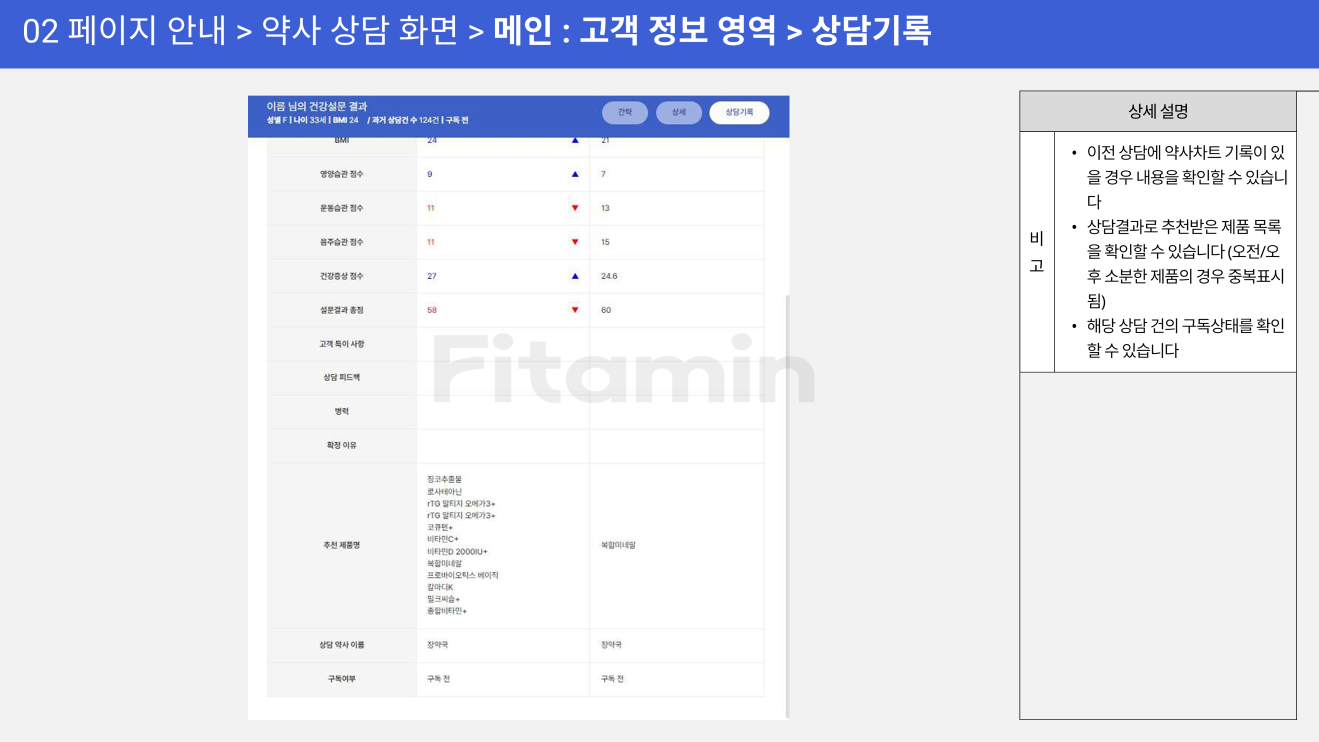 02 페이지 안내 > 약사 상담 화면 > 메인 : 고객 정보 영역 > 상담기록
이름 님의 건강설문 결과
성별 F | 나이 33세 | BMI 24 / 과거 상담건 수 124건 | 구독 전
간략
상세
상담기록
BMI 24 ▲ 21
영양습관 점수 9 ▲ 7
운동습관 점수 11 ▼ 13
음주습관 점수 11 ▼ 15
건강증상 점수 27 ▲ 24.6
설문결과 총점 58 ▼ 60
고객 특이 사항
상담 피드백
병력
확정 이유
추천 제품명
징코추출물
로사테아닌
rTG 알티지 오메가3+
rTG 알티지 오메가3+
코큐텐+
비타민C+
비타민D 2000IU+
복합미네랄
프로바이오틱스 베이직
칼마디K
밀크씨슬+
종합비타민+
복합미네랄
상담 약사 이름 장약국 장약국
구독여부 구독 전 구독 전
Fitamin
상세 설명
비
고
• 이전 상담에 약사차트 기록이 있
을 경우 내용을 확인할 수 있습니
다
• 상담결과로 추천받은 제품 목록
을 확인할 수 있습니다 (오전/오
후 소분한 제품의 경우 중복표시
됨)
• 해당 상담 건의 구독상태를 확인
할 수 있습니다